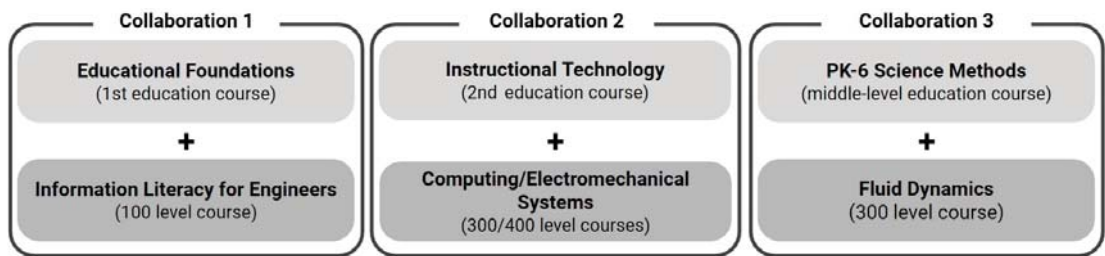 Collaboration 1
Educational Foundations
(1st education course)
+
Information Literacy for Engineers
(100 level course)
Collaboration 2
Instructional Technology
(2nd education course)
+
Computing/Electromechanical
Systems
(300/400 level courses)
Collaboration 3
PK-6 Science Methods
(middle-level education course)
+
Fluid Dynamics
(300 level course)